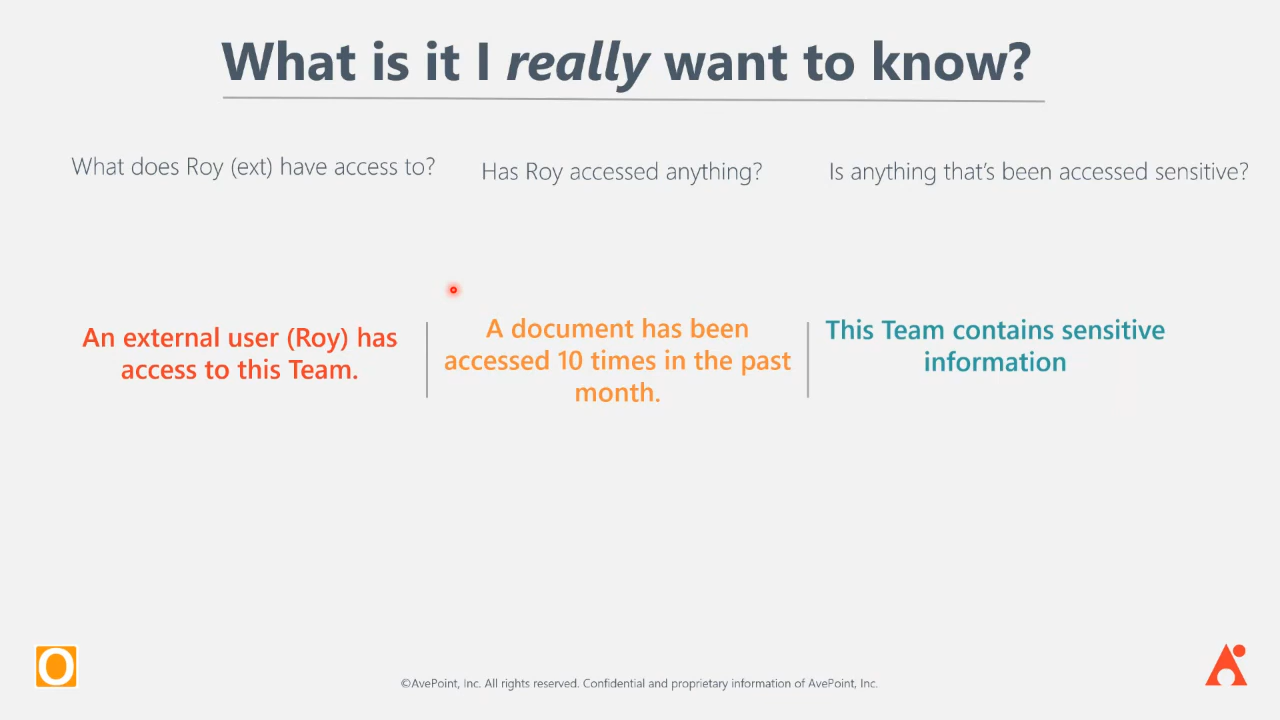 What is it I really want to know?
What does Roy (ext) have access to?
Has Roy accessed anything?
Is anything that's been accessed sensitive?
An external user (Roy) has
access to this Team.
A document has been
accessed 10 times in the past
month.
This Team contains sensitive
information
O
©AvePoint, Inc. All rights reserved. Confidential and proprietary information of AvePoint, Inc.